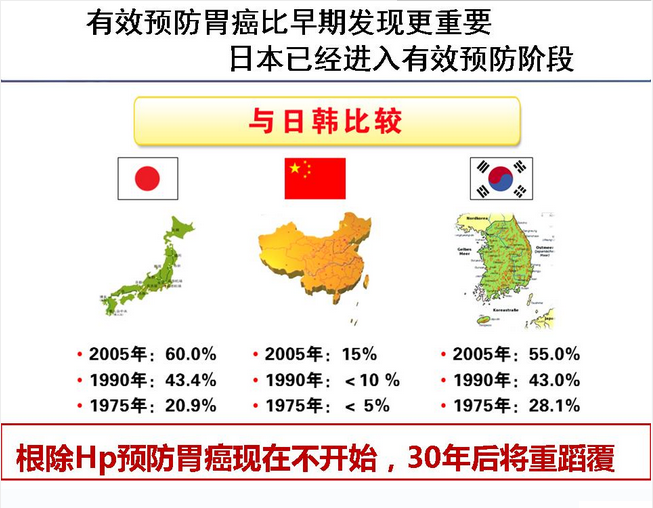 有效预防胃癌比早期发现更重要
日本已经进入有效预防阶段
与日韩比较
Nordkorea
Gelbes
Meer
Koreastraße
• 2005年：60.0%
• 1990年：43.4%
• 1975年：20.9%
• 2005年：15%
• 1990年：＜10 %
• 1975年：＜ 5%
• 2005年：55.0%
• 1990年：43.0%
• 1975年：28.1%
根除Hp预防胃癌现在不开始，30年后将重蹈覆